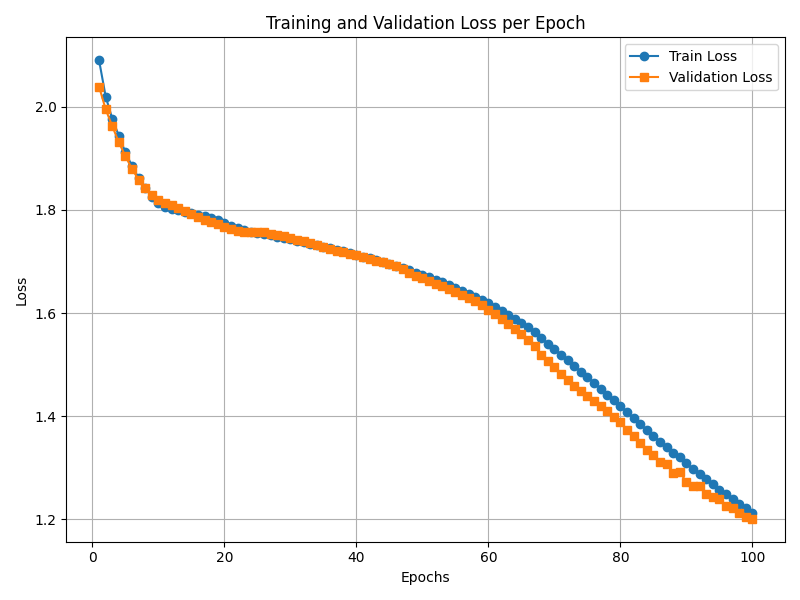 Training and Validation Loss per Epoch
Train Loss
Validation Loss
2.0
1.8
1.6
1.4
1.2
Loss
0 20 40 60 80 100
Epochs